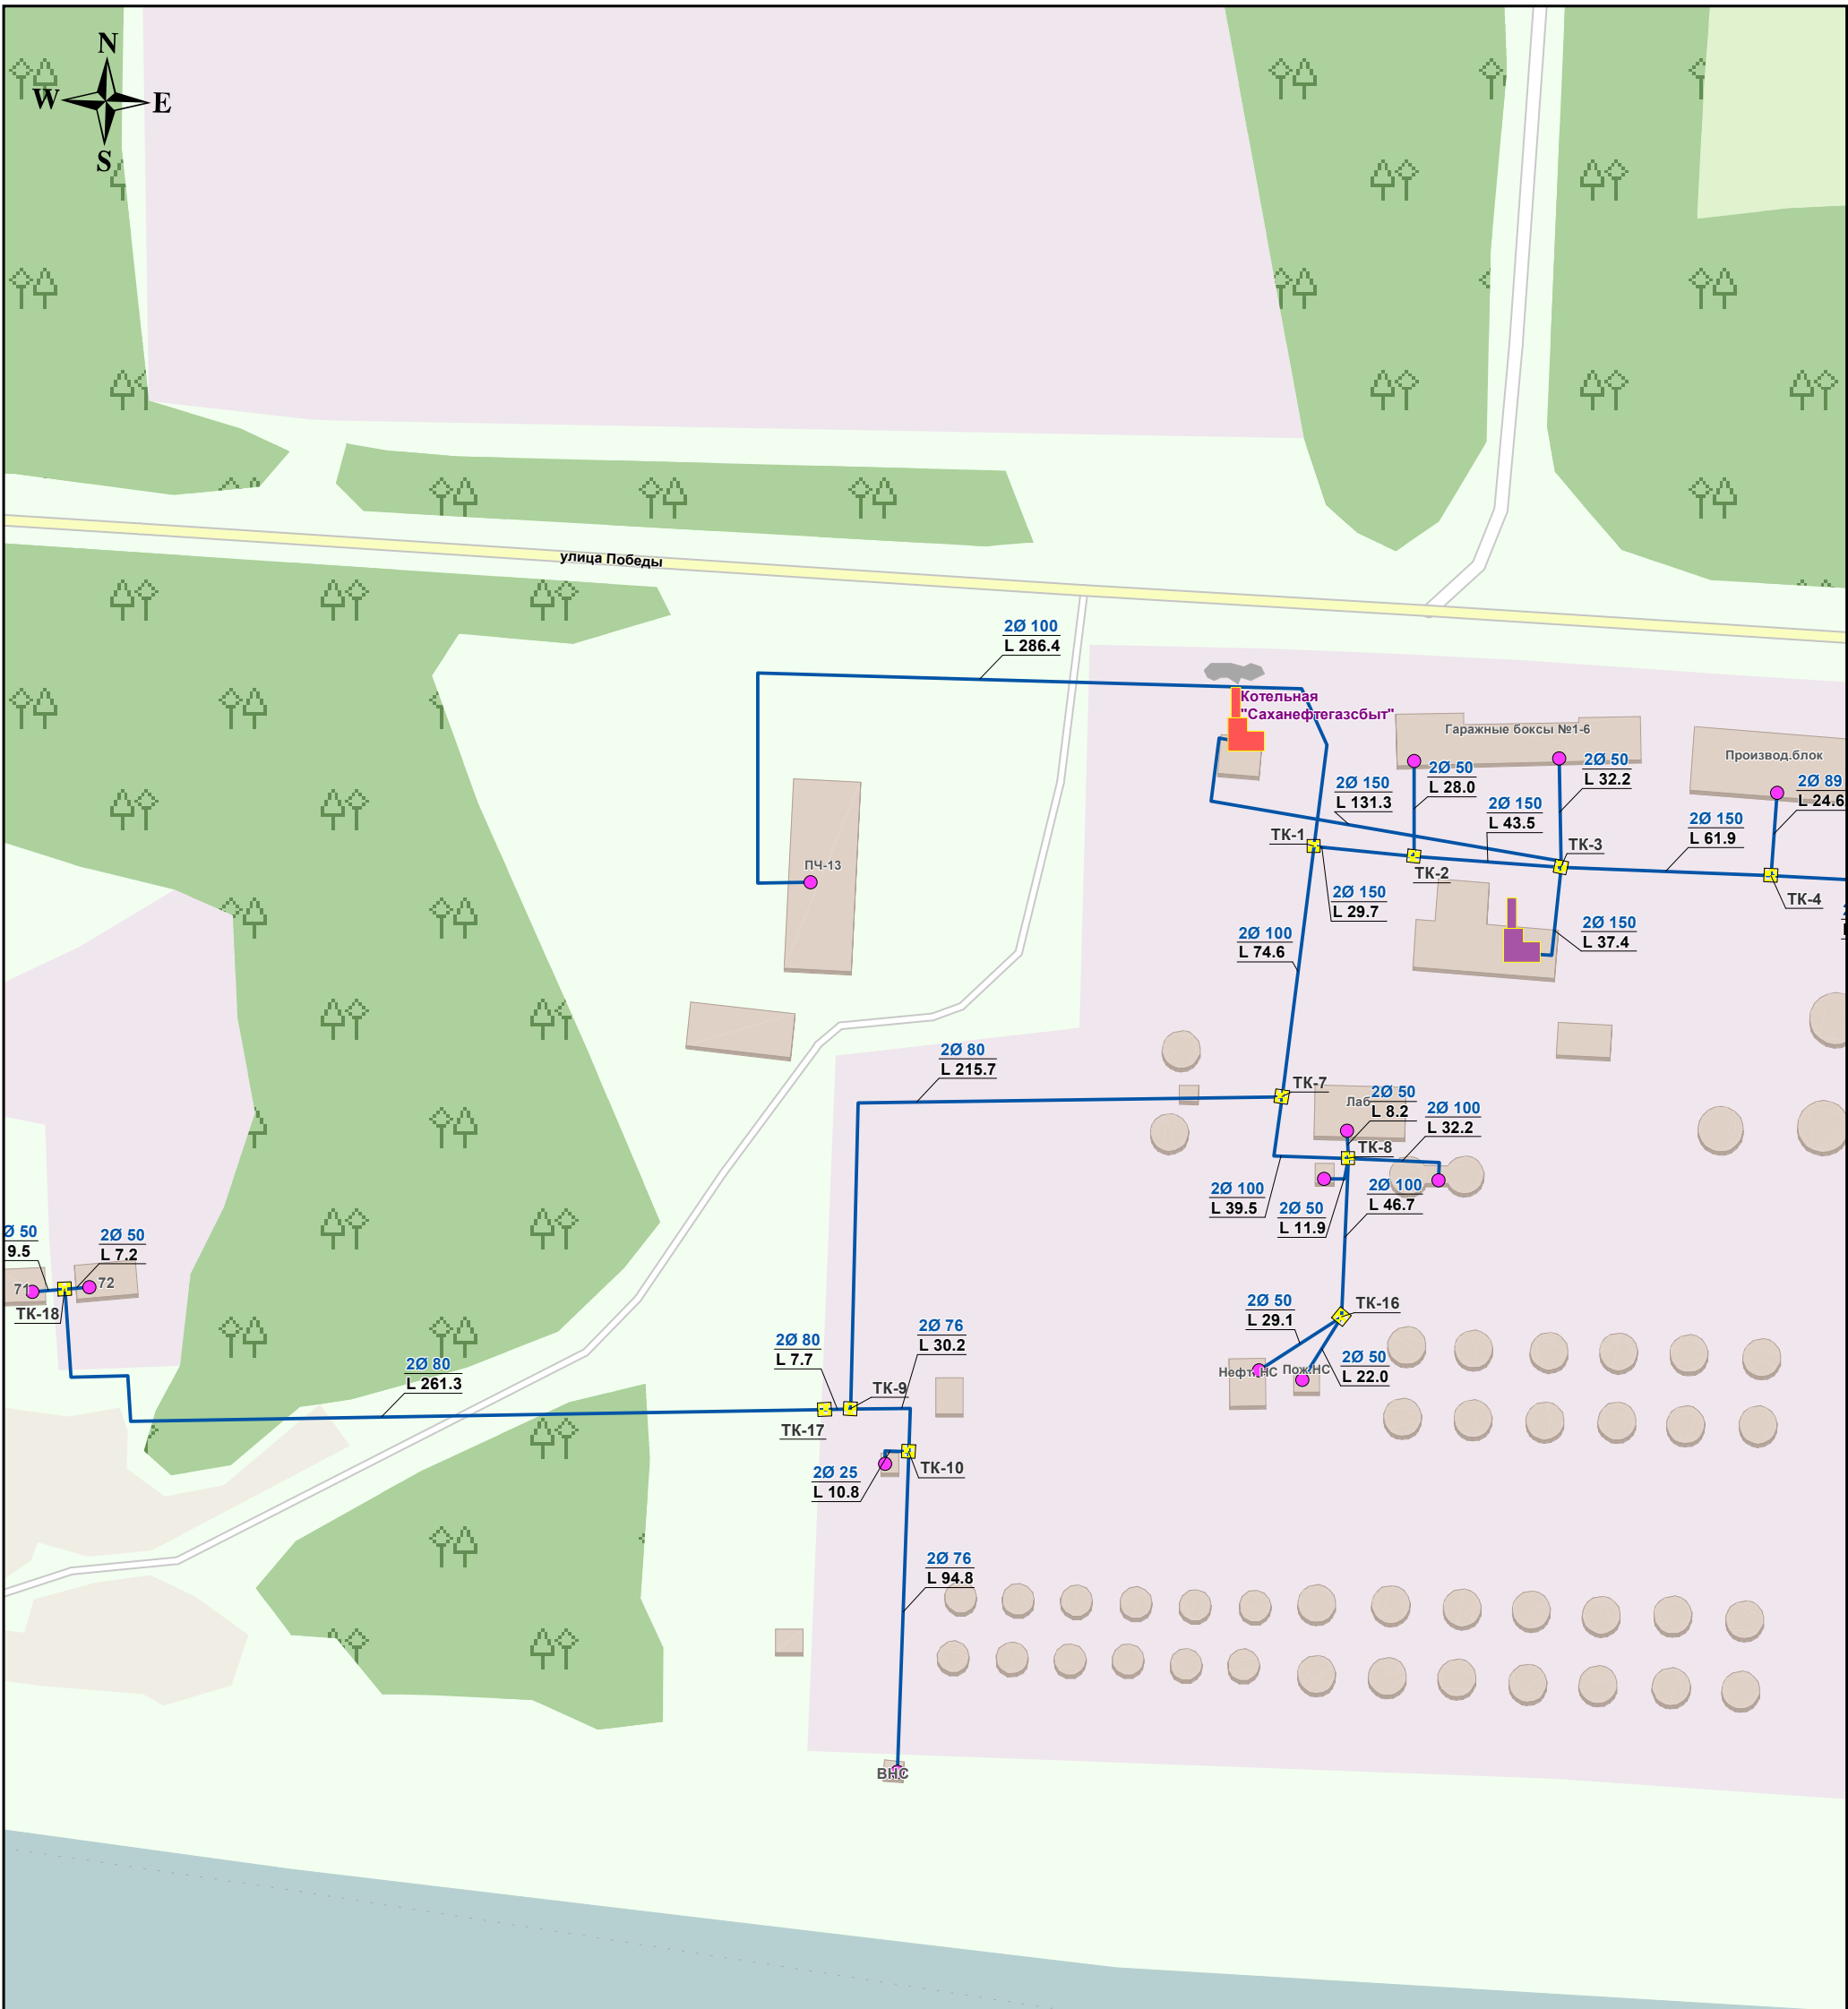 N
W
E
S
улица Победы
2Ø 100
L 286.4
Котельная
"Саханефтегазсбыт"
Гаражные боксы №1-6
Производ.блок
2Ø 50
L 28.0
2Ø 50
L 32.2
2Ø 89
L 24.6
2Ø 150
L 131.3
2Ø 150
L 43.5
2Ø 150
L 61.9
ТК-1
ТК-2
ТК-3
ТК-4
ПЧ-13
2Ø 150
L 29.7
2Ø 100
L 74.6
2Ø 150
L 37.4
2Ø 80
L 215.7
ТК-7
Лаб
2Ø 50
L 8.2
2Ø 100
L 32.2
ТК-8
2Ø 100
L 39.5
2Ø 50
L 11.9
2Ø 100
L 46.7
Ø 50
9.5
2Ø 50
L 7.2
71
72
ТК-18
2Ø 80
L 261.3
2Ø 80
L 7.7
2Ø 76
L 30.2
ТК-9
ТК-17
ТК-10
2Ø 25
L 10.8
2Ø 50
L 29.1
ТК-16
Нефт.НС
Пож.НС
2Ø 50
L 22.0
2Ø 76
L 94.8
ВНС